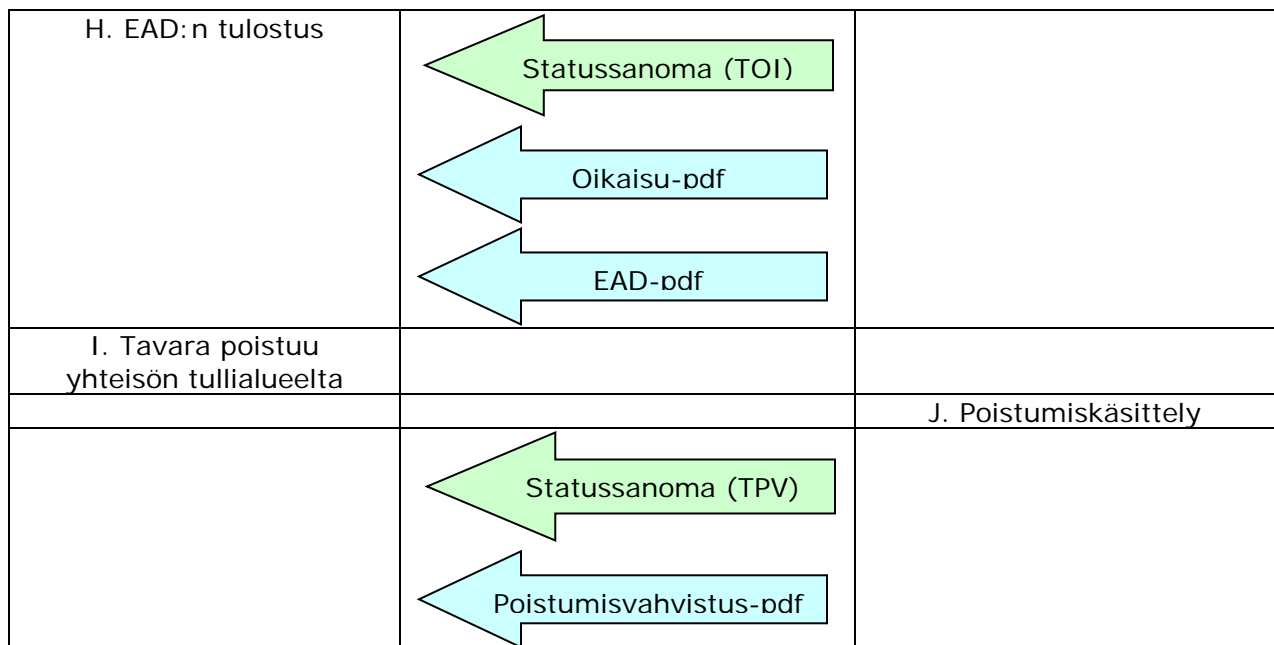 H. EAD:n tulostus
Statussanoma (TOI)
Oikaisu-pdf
EAD-pdf
I. Tavara poistuu
yhteisön tullialueelta
J. Poistumiskäsittely
Statussanoma (TPV)
Poistumisvahvistus-pdf